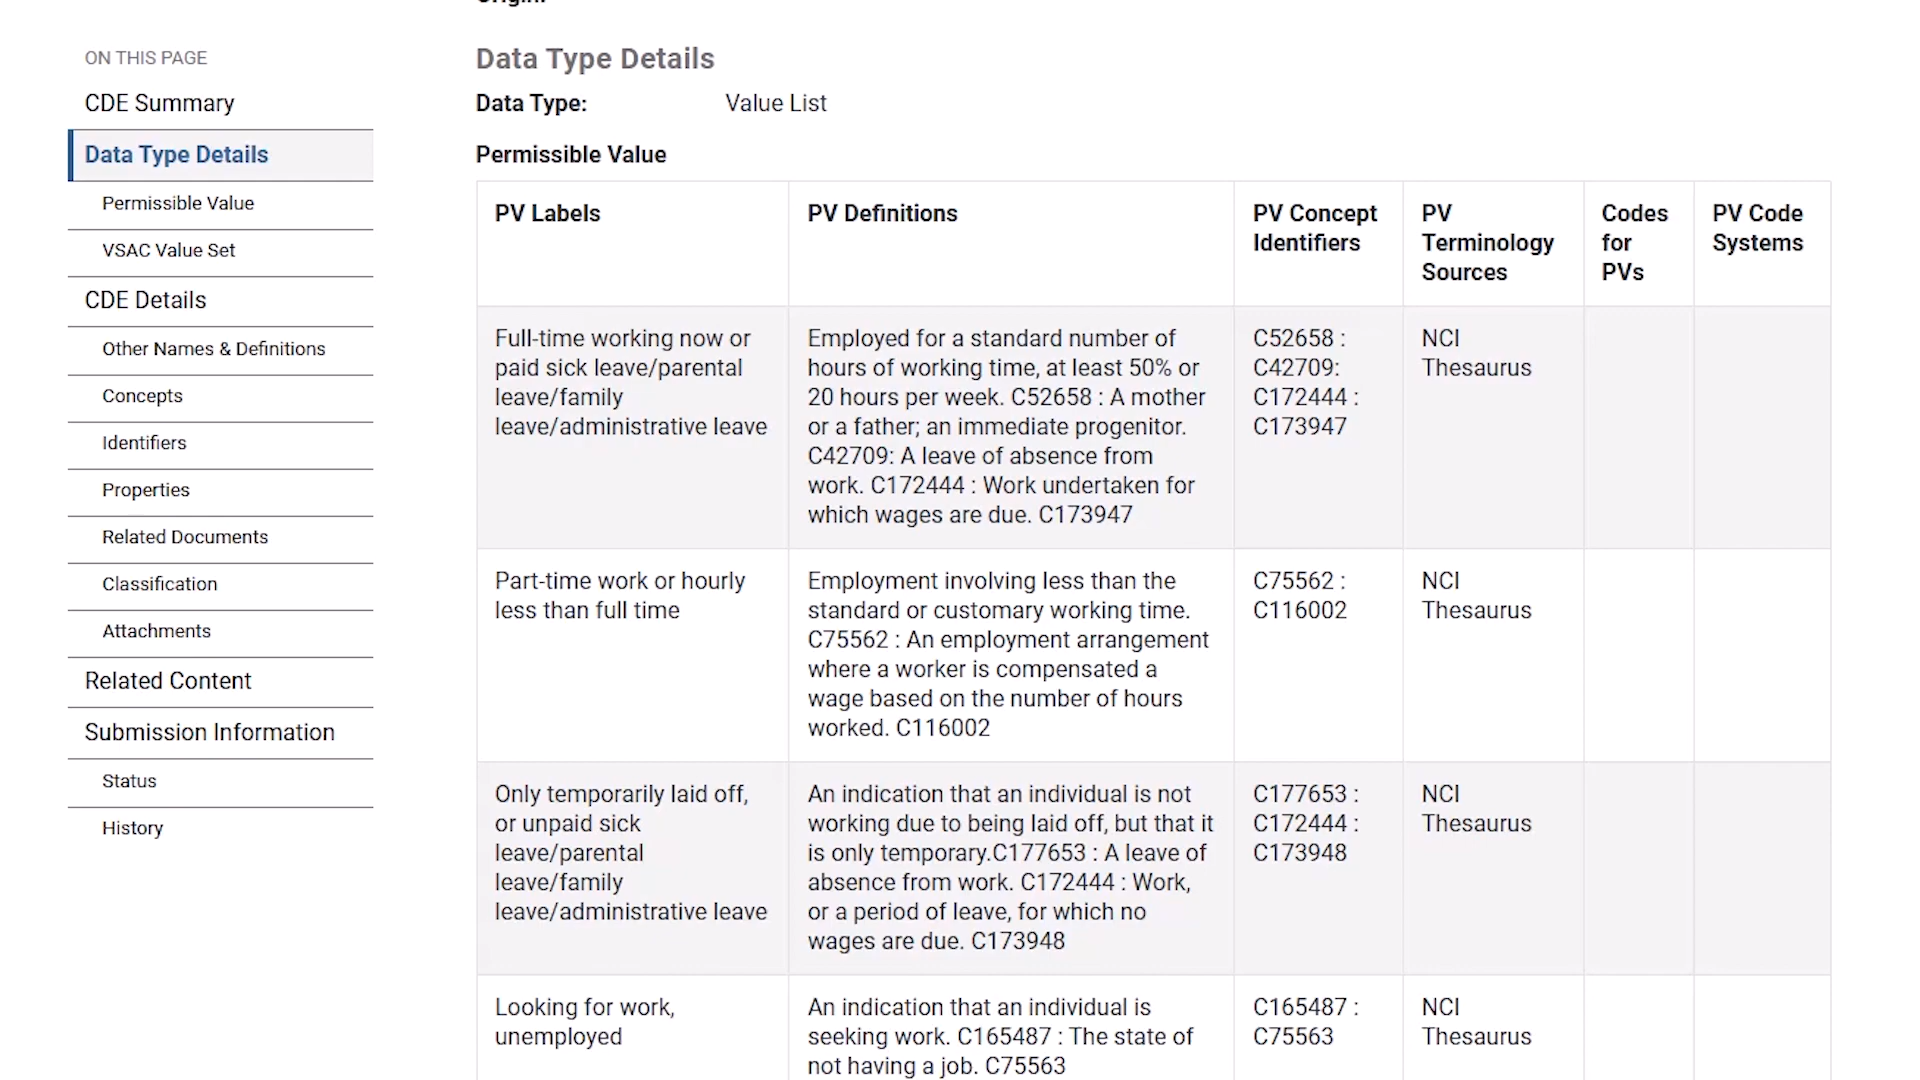 ON THIS PAGE
CDE Summary
Data Type Details
Permissible Value
VSAC Value Set
CDE Details
Other Names & Definitions
Concepts
Identifiers
Properties
Related Documents
Classification
Attachments
Related Content
Submission Information
Status
History
Data Type Details
Data Type: Value List
Permissible Value
PV Labels
PV Definitions
PV Concept
Identifiers
PV
Terminology
Sources
Codes
for
PVs
PV Code
Systems
Full-time working now or
paid sick leave/parental
leave/family
leave/administrative leave
Employed for a standard number of
hours of working time, at least 50% or
20 hours per week. C52658 : A mother
or a father; an immediate progenitor.
C42709: A leave of absence from
work. C172444 : Work undertaken for
which wages are due. C173947
C52658 :
C42709:
C172444 :
C173947
NCI
Thesaurus
Part-time work or hourly
less than full time
Employment involving less than the
standard or customary working time.
C75562 : An employment arrangement
where a worker is compensated a
wage based on the number of hours
worked. C116002
C75562 :
C116002
NCI
Thesaurus
Only temporarily laid off,
or unpaid sick
leave/parental
leave/family
leave/administrative leave
An indication that an individual is not
working due to being laid off, but that it
is only temporary.C177653 : A leave of
absence from work. C172444 : Work,
or a period of leave, for which no
wages are due. C173948
C177653 :
C172444 :
C173948
NCI
Thesaurus
Looking for work,
unemployed
An indication that an individual is
seeking work. C165487 : The state of
not having a job. C75563
C165487 :
C75563
NCI
Thesaurus